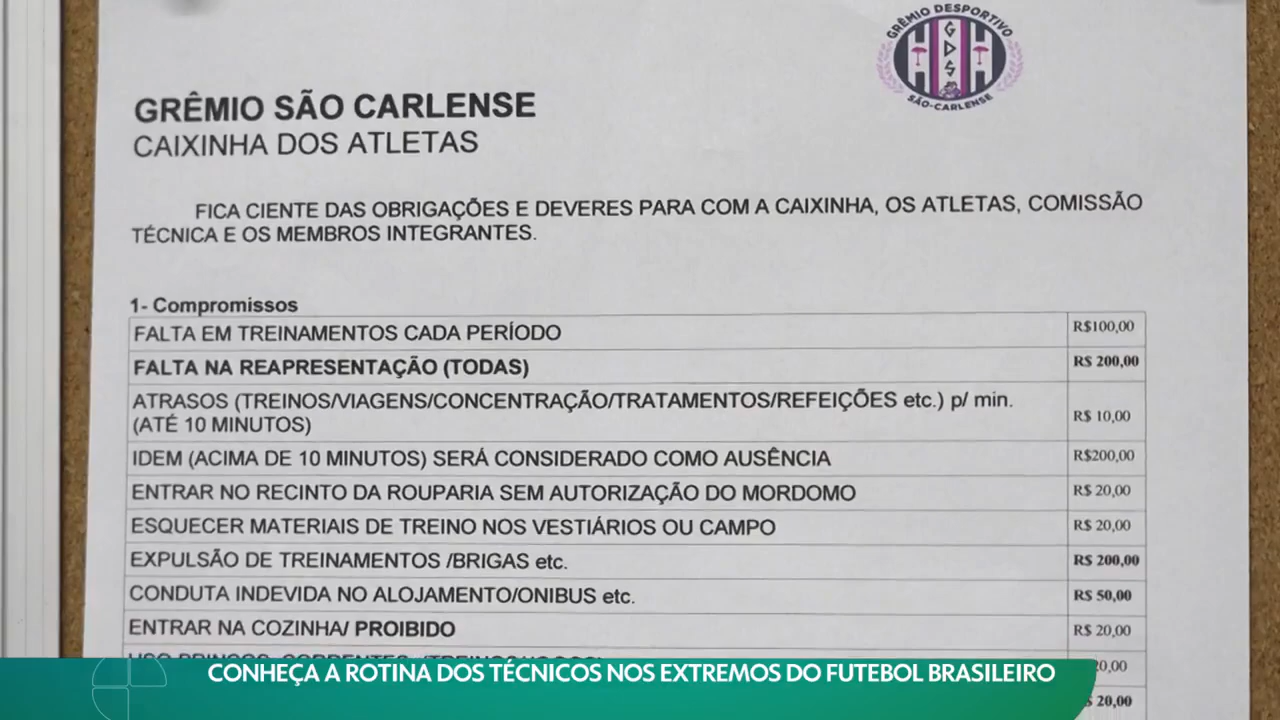 GRÊMIO DESPORTIVO
GDS
SÃO-CARLENSE
GRÊMIO SÃO CARLENSE
CAIXINHA DOS ATLETAS
FICA CIENTE DAS OBRIGAÇÕES E DEVERES PARA COM A CAIXINHA, OS ATLETAS, COMISSÃO
TÉCNICA E OS MEMBROS INTEGRANTES.
1- Compromissos
FALTA EM TREINAMENTOS CADA PERÍODO R$100,00
FALTA NA REAPRESENTAÇÃO (TODAS) R$ 200,00
ATRASOS (TREINOS/VIAGENS/CONCENTRAÇÃO/TRATAMENTOS/REFEIÇÕES etc.) p/ min.
(ATÉ 10 MINUTOS) R$ 10,00
IDEM (ACIMA DE 10 MINUTOS) SERÁ CONSIDERADO COMO AUSÊNCIA R$200,00
ENTRAR NO RECINTO DA ROUPARIA SEM AUTORIZAÇÃO DO MORDOMO R$ 20,00
ESQUECER MATERIAIS DE TREINO NOS VESTIÁRIOS OU CAMPO R$ 20,00
EXPULSÃO DE TREINAMENTOS /BRIGAS etc. R$ 200,00
CONDUTA INDEVIDA NO ALOJAMENTO/ONIBUS etc. R$ 50,00
ENTRAR NA COZINHA/ PROIBIDO R$ 20,00
20,00
CONHEÇA A ROTINA DOS TÉCNICOS NOS EXTREMOS DO FUTEBOL BRASILEIRO
20,00